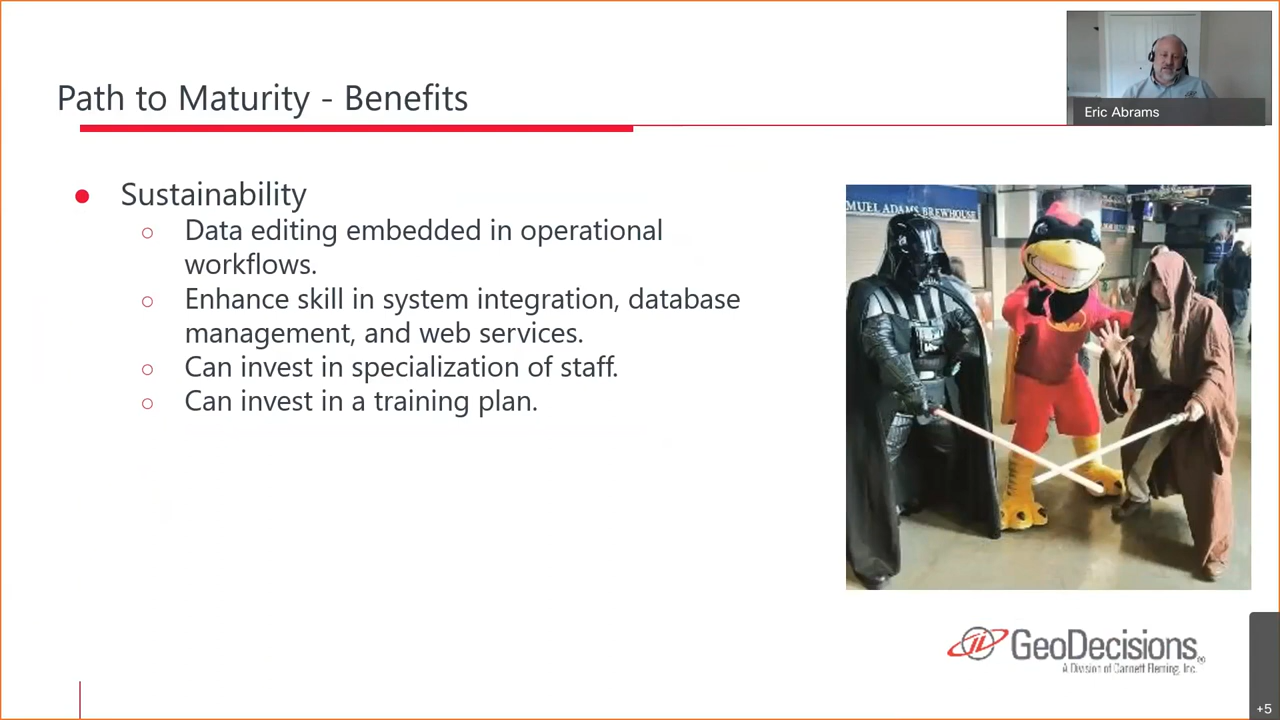 Path to Maturity - Benefits
Eric Abrams
Sustainability
Data editing embedded in operational
workflows.
Enhance skill in system integration, database
management, and web services.
Can invest in specialization of staff.
Can invest in a training plan.
MUEL ADAMS BREWHOUSE
GeoDecisions
A Division of Gannett Fleming, Inc.
+5